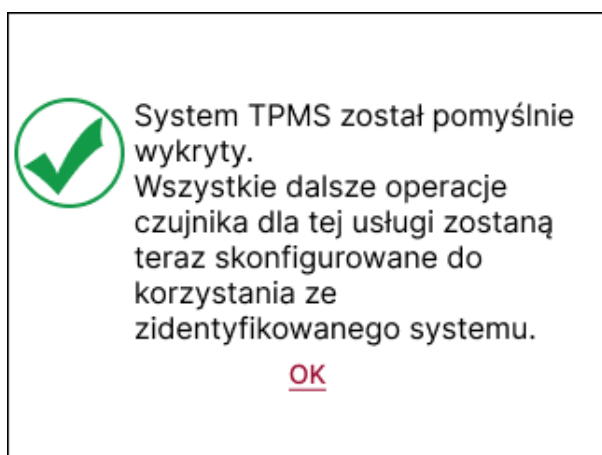 System TPMS został pomyślnie
wykryty.
Wszystkie dalsze operacje
czujnika dla tej usługi zostaną
teraz skonfigurowane do
korzystania ze
zidentyfikowanego systemu.
OK